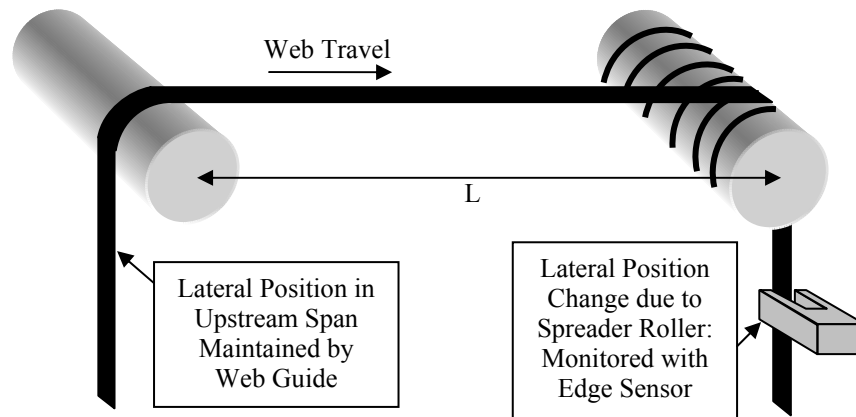 Web Travel
L
Lateral Position in
Upstream Span
Maintained by
Web Guide
Lateral Position
Change due to
Spreader Roller:
Monitored with
Edge Sensor